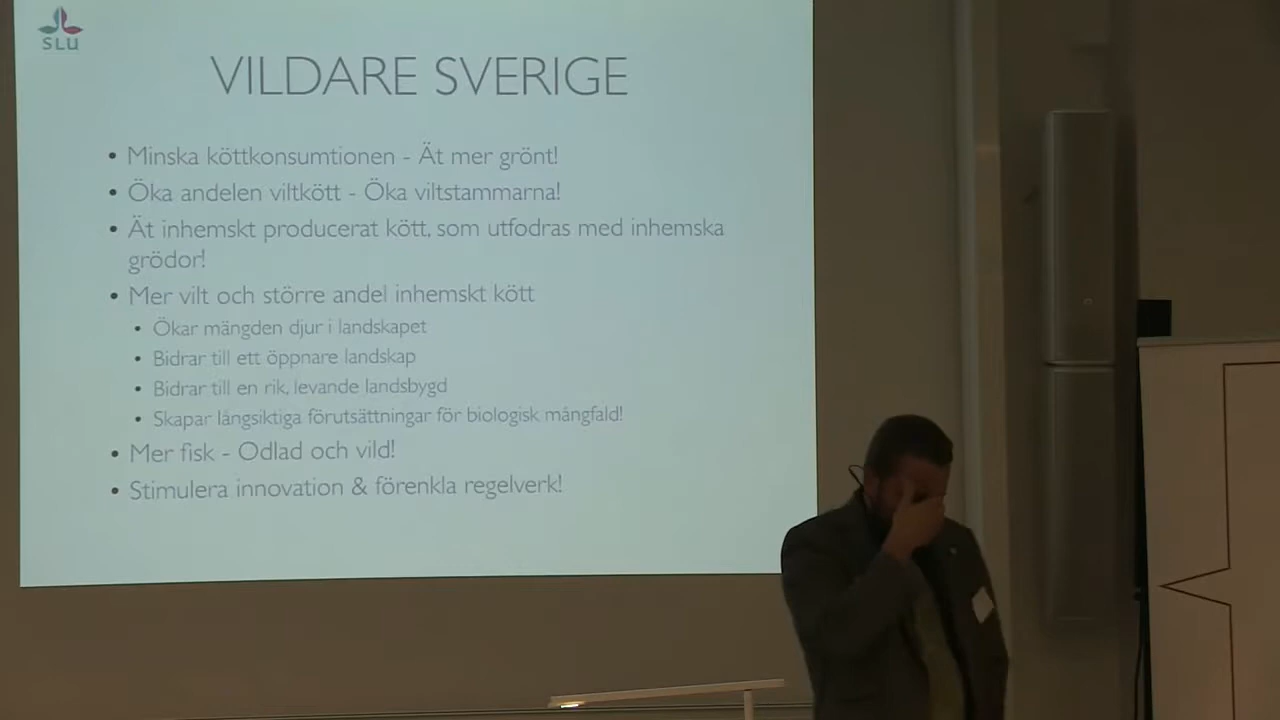 SLU
VILDARE SVERIGE
• Minska köttkonsumtionen - Ät mer grönt!
• Öka andelen viltkött - Öka viltstammarna!
• Ät inhemskt producerat kött, som utfodras med inhemska
grödor!
• Mer vilt och större andel inhemskt kött
• Ökar mängden djur i landskapet
• Bidrar till ett öppnare landskap
• Bidrar till en rik, levande landsbygd
• Skapar långsiktiga förutsättningar för biologisk mångfald!
• Mer fisk - Odlad och vild!
• Stimulera innovation & förenkla regelverk!